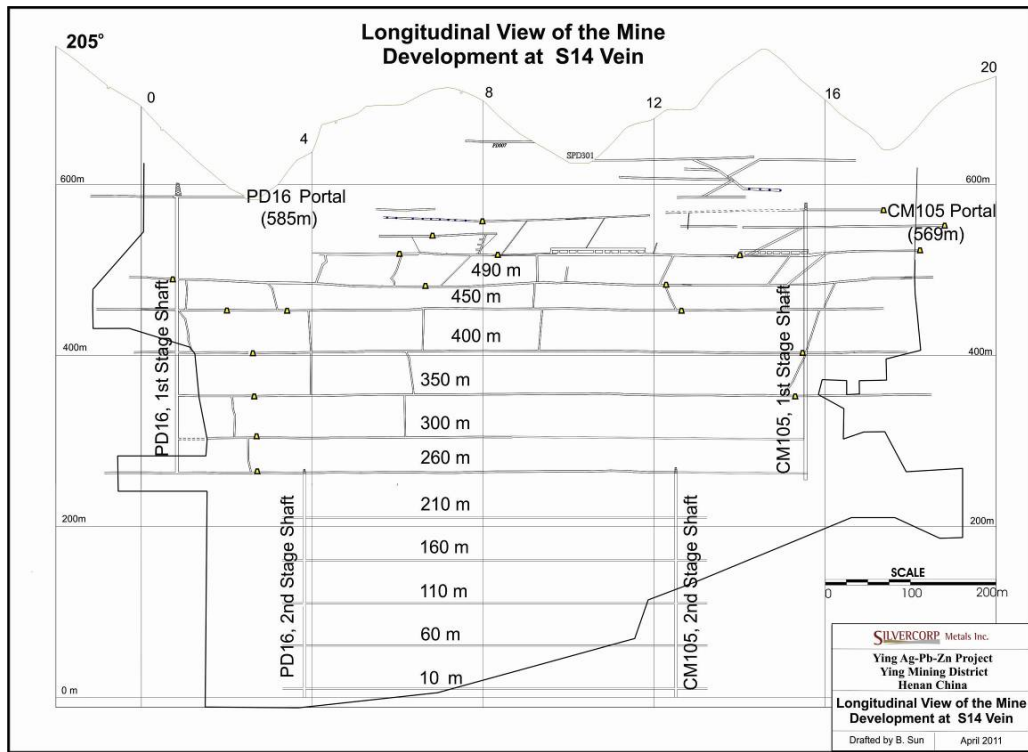 Longitudinal View of the Mine
Development at S14 Vein
205°
0
4
8
12
16
20
SPD301
600m
600m
PD16 Portal
(585m)
CM105 Portal
(569m)
490 m
450 m
400 m
400m
400m
350 m
300 m
260 m
PD16, 1st Stage Shaft
CM105, 1st Stage Shaft
210 m
200m
200m
160 m
110 m
60 m
10 m
0 m
PD16, 2nd Stage Shaft
CM105, 2nd Stage Shaft
SCALE
0
100
200m
SILVERCORP Metals Inc.
Ying Ag-Pb-Zn Project
Ying Mining District
Henan China
Longitudinal View of the Mine
Development at S14 Vein
Drafted by B. Sun April 2011